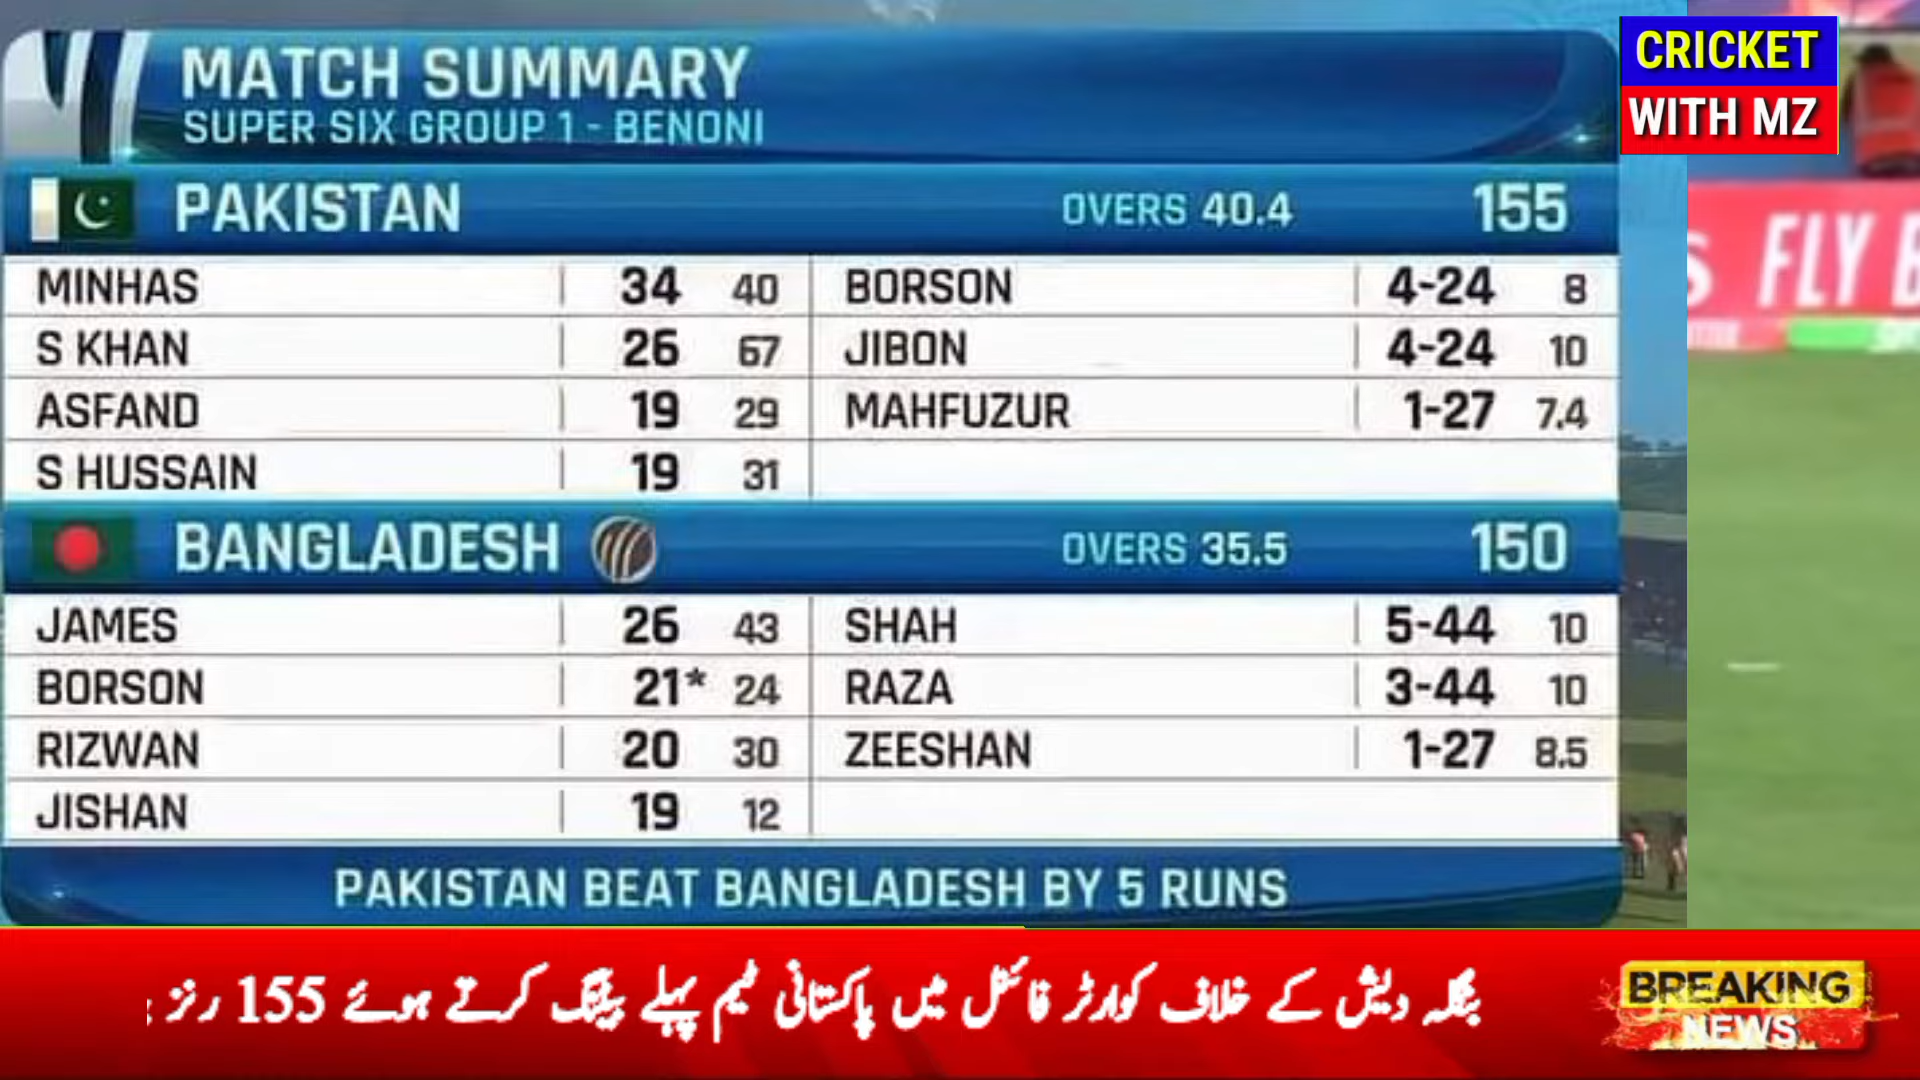 MATCH SUMMARY
SUPER SIX GROUP 1 - BENONI
CRICKET
WITH MZ
PAKISTAN OVERS 40.4 155
MINHAS 34 40 BORSON 4-24 8
S KHAN 26 67 JIBON 4-24 10
ASFAND 19 29 MAHFUZUR 1-27 7.4
S HUSSAIN 19 31
BANGLADESH OVERS 35.5 150
JAMES 26 43 SHAH 5-44 10
BORSON 21* 24 RAZA 3-44 10
RIZWAN 20 30 ZEESHAN 1-27 8.5
JISHAN 19 12
PAKISTAN BEAT BANGLADESH BY 5 RUNS
FLY
بنگلہ دیش کے خلاف کوارٹر فائنل میں پاکستانی ٹیم پہلے بیٹنگ کرتے ہوئے 155 رنز
BREAKING
NEWS